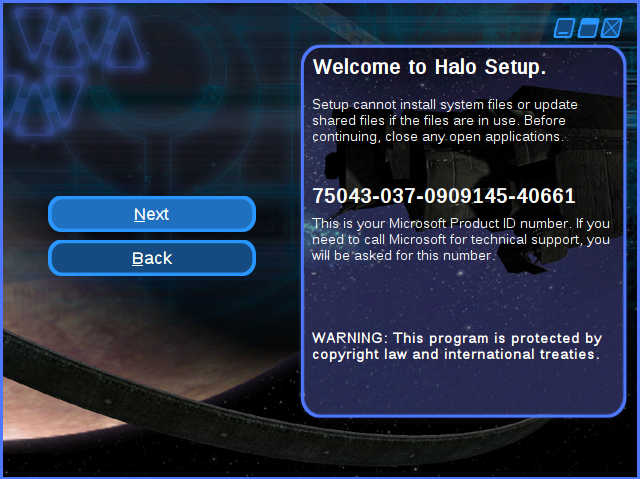 Welcome to Halo Setup.
Setup cannot install system files or update
shared files if the files are in use. Before
continuing, close any open applications.
75043-037-0909145-40661
This is your Microsoft Product ID number. If you
need to call Microsoft for technical support, you
will be asked for this number.
Next
Back
WARNING: This program is protected by
copyright law and international treaties.